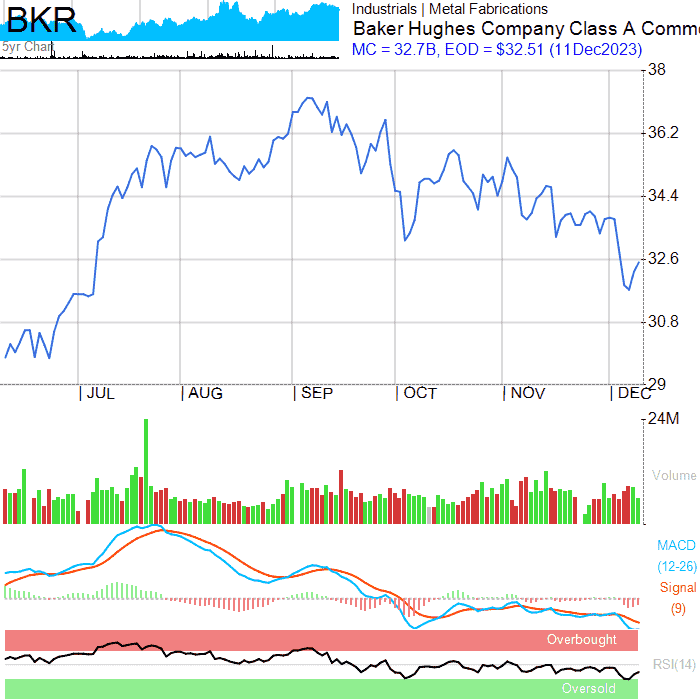 BKR
5yr Chart
Industrials | Metal Fabrications
Baker Hughes Company Class A Comm
MC = 32.7B, EOD = $32.51 (11Dec2023)
38
36.2
34.4
32.6
30.8
29
| JUL
| AUG
| SEP
| OCT
| NOV
| DEC
24M
Volume
MACD
(12-26)
Signal
(9)
Overbought
RSI(14)
Oversold